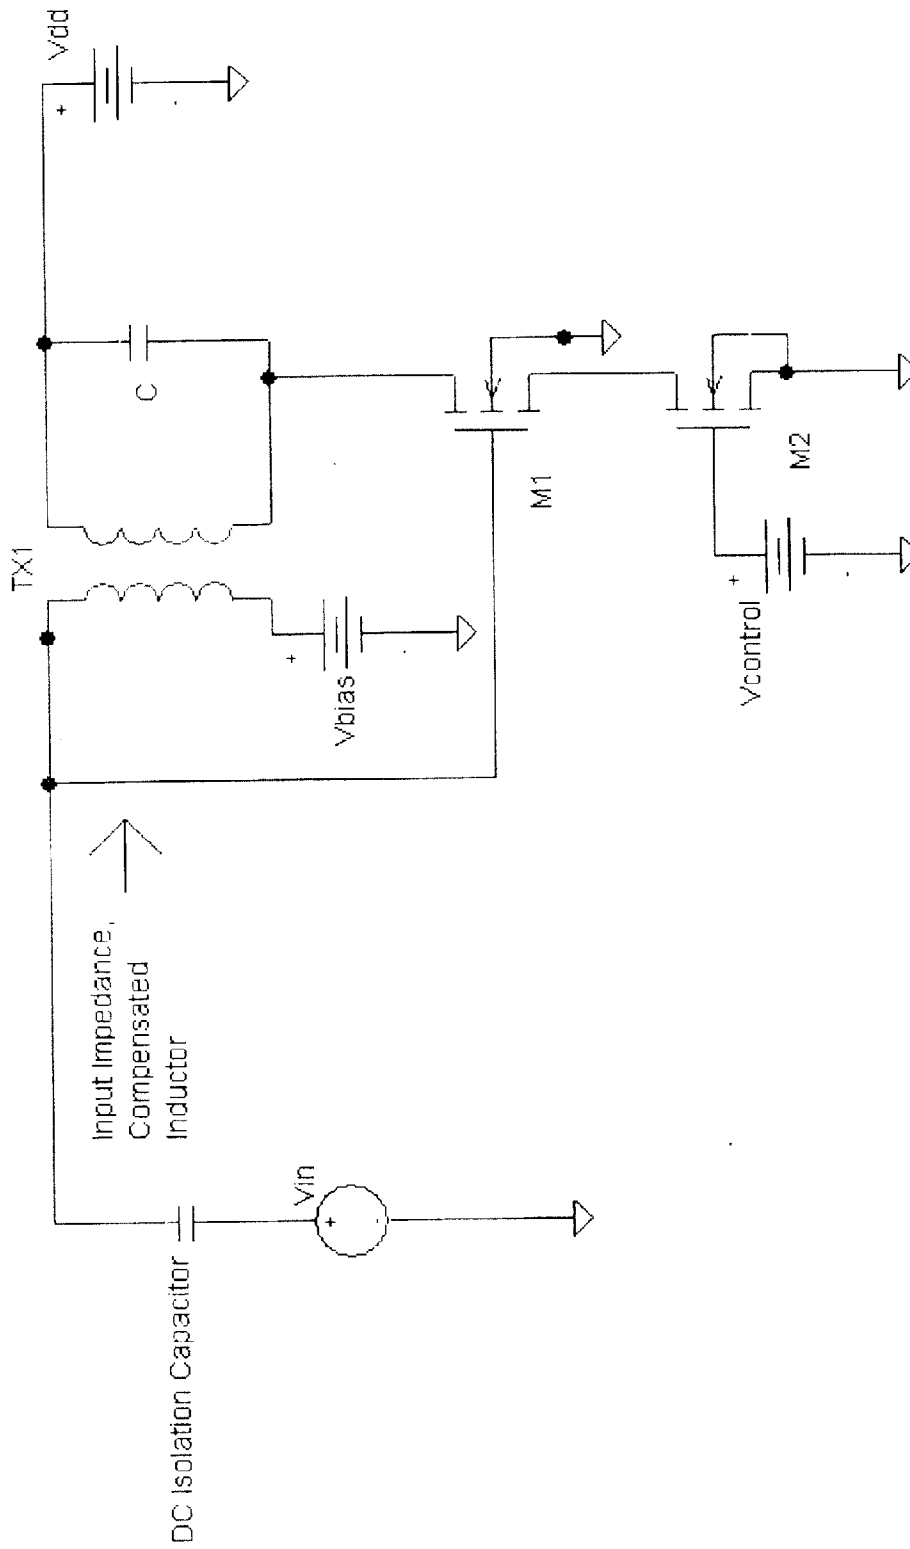 Vdd
+
C
TX1
M1
M2
+
Vbias
+
Vcontrol
Input Impedance,
Compensated
Inductor
Vin
+
-
DC Isolation Capacitor